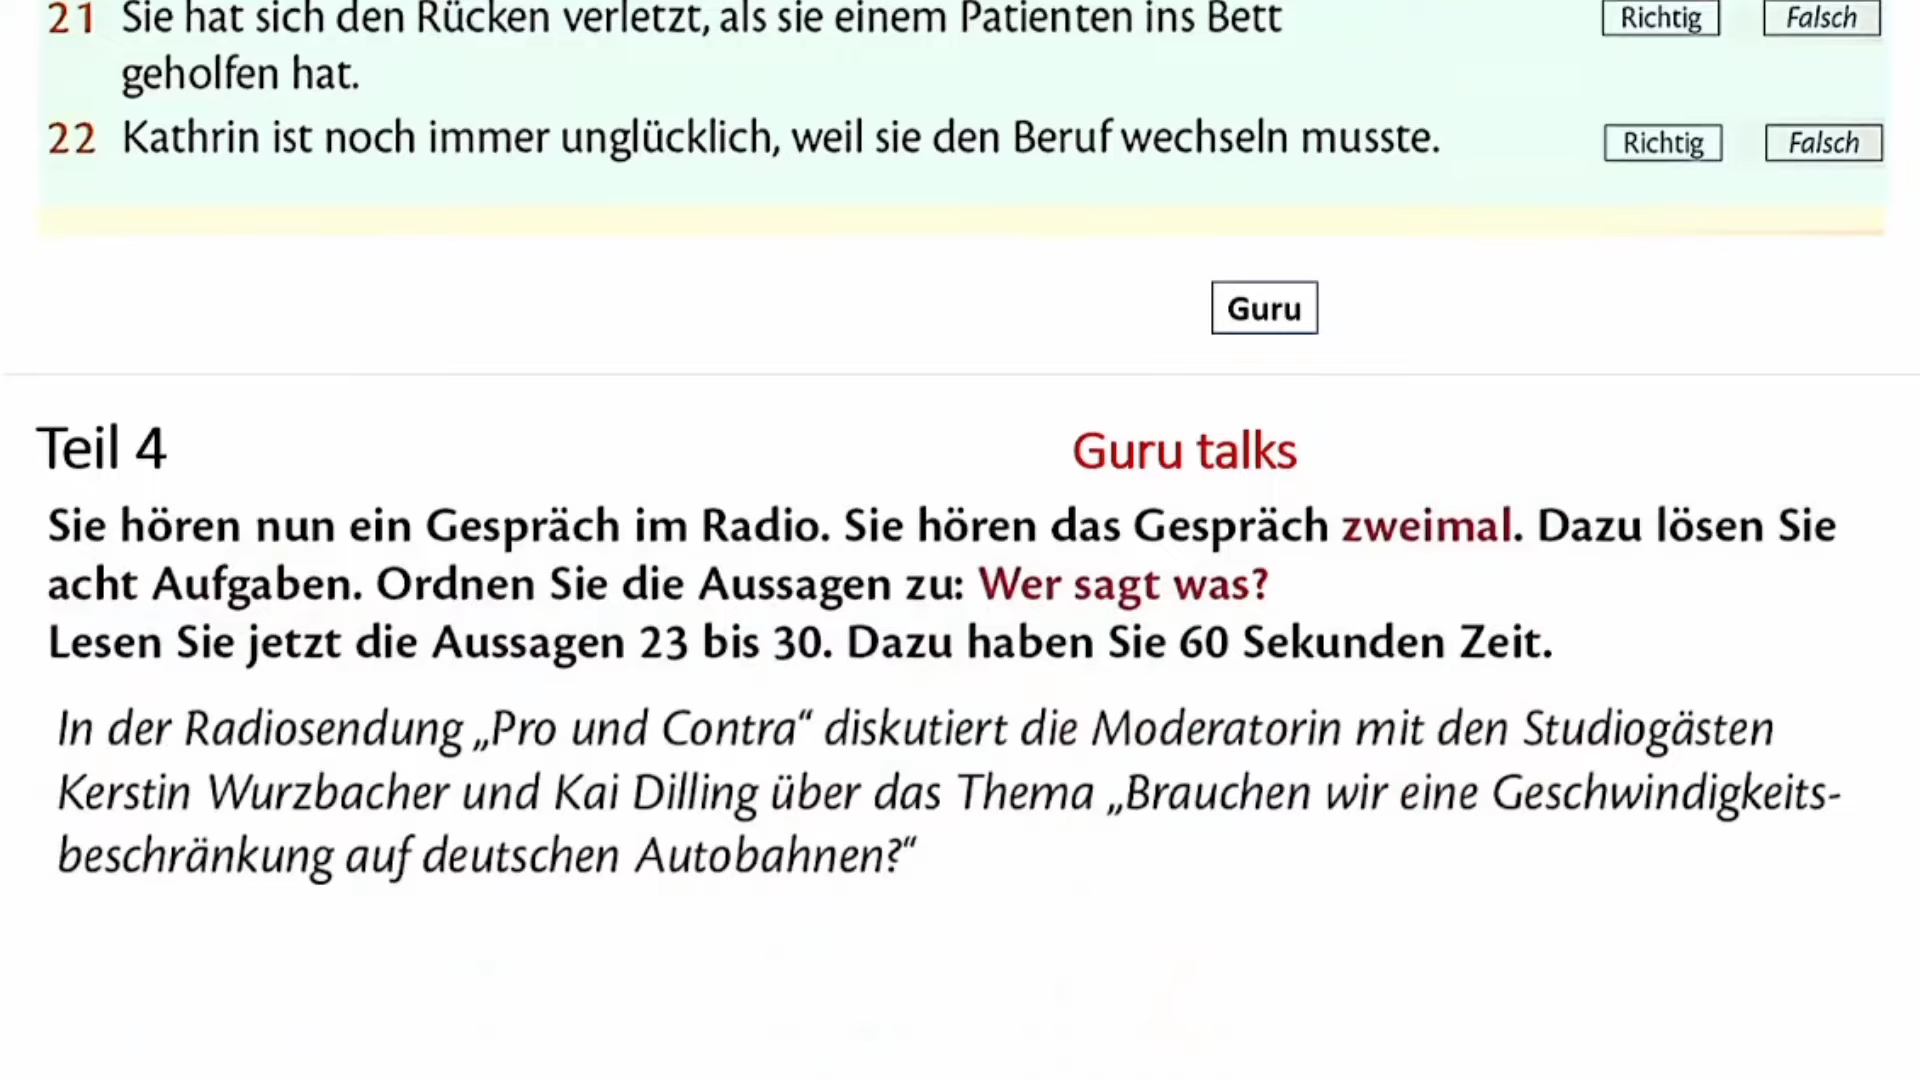 21 Sie hat sich den Rücken verletzt, als sie einem Patienten ins Bett Richtig Falsch
geholfen hat.
22 Kathrin ist noch immer unglücklich, weil sie den Beruf wechseln musste. Richtig Falsch
Guru
Teil 4 Guru talks
Sie hören nun ein Gespräch im Radio. Sie hören das Gespräch zweimal. Dazu lösen Sie
acht Aufgaben. Ordnen Sie die Aussagen zu: Wer sagt was?
Lesen Sie jetzt die Aussagen 23 bis 30. Dazu haben Sie 60 Sekunden Zeit.
In der Radiosendung „Pro und Contra“ diskutiert die Moderatorin mit den Studiogästen
Kerstin Wurzbacher und Kai Dilling über das Thema „Brauchen wir eine Geschwindigkeits-
beschränkung auf deutschen Autobahnen?“